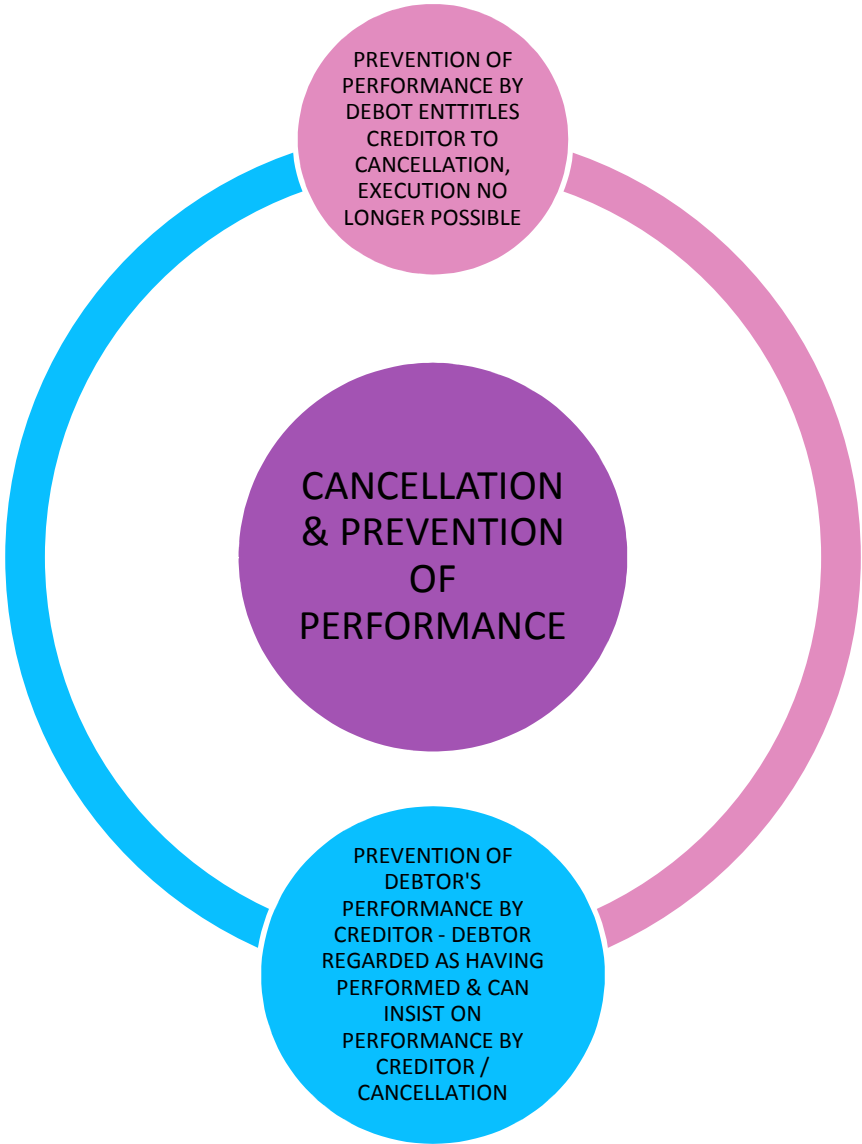 PREVENTION OF
PERFORMANCE BY
DEBOT ENTTITLES
CREDITOR TO
CANCELLATION,
EXECUTION NO
LONGER POSSIBLE
CANCELLATION
& PREVENTION
OF
PERFORMANCE
PREVENTION OF
DEBTOR'S
PERFORMANCE BY
CREDITOR - DEBTOR
REGARDED AS HAVING
PERFORMED & CAN
INSIST ON
PERFORMANCE BY
CREDITOR /
CANCELLATION